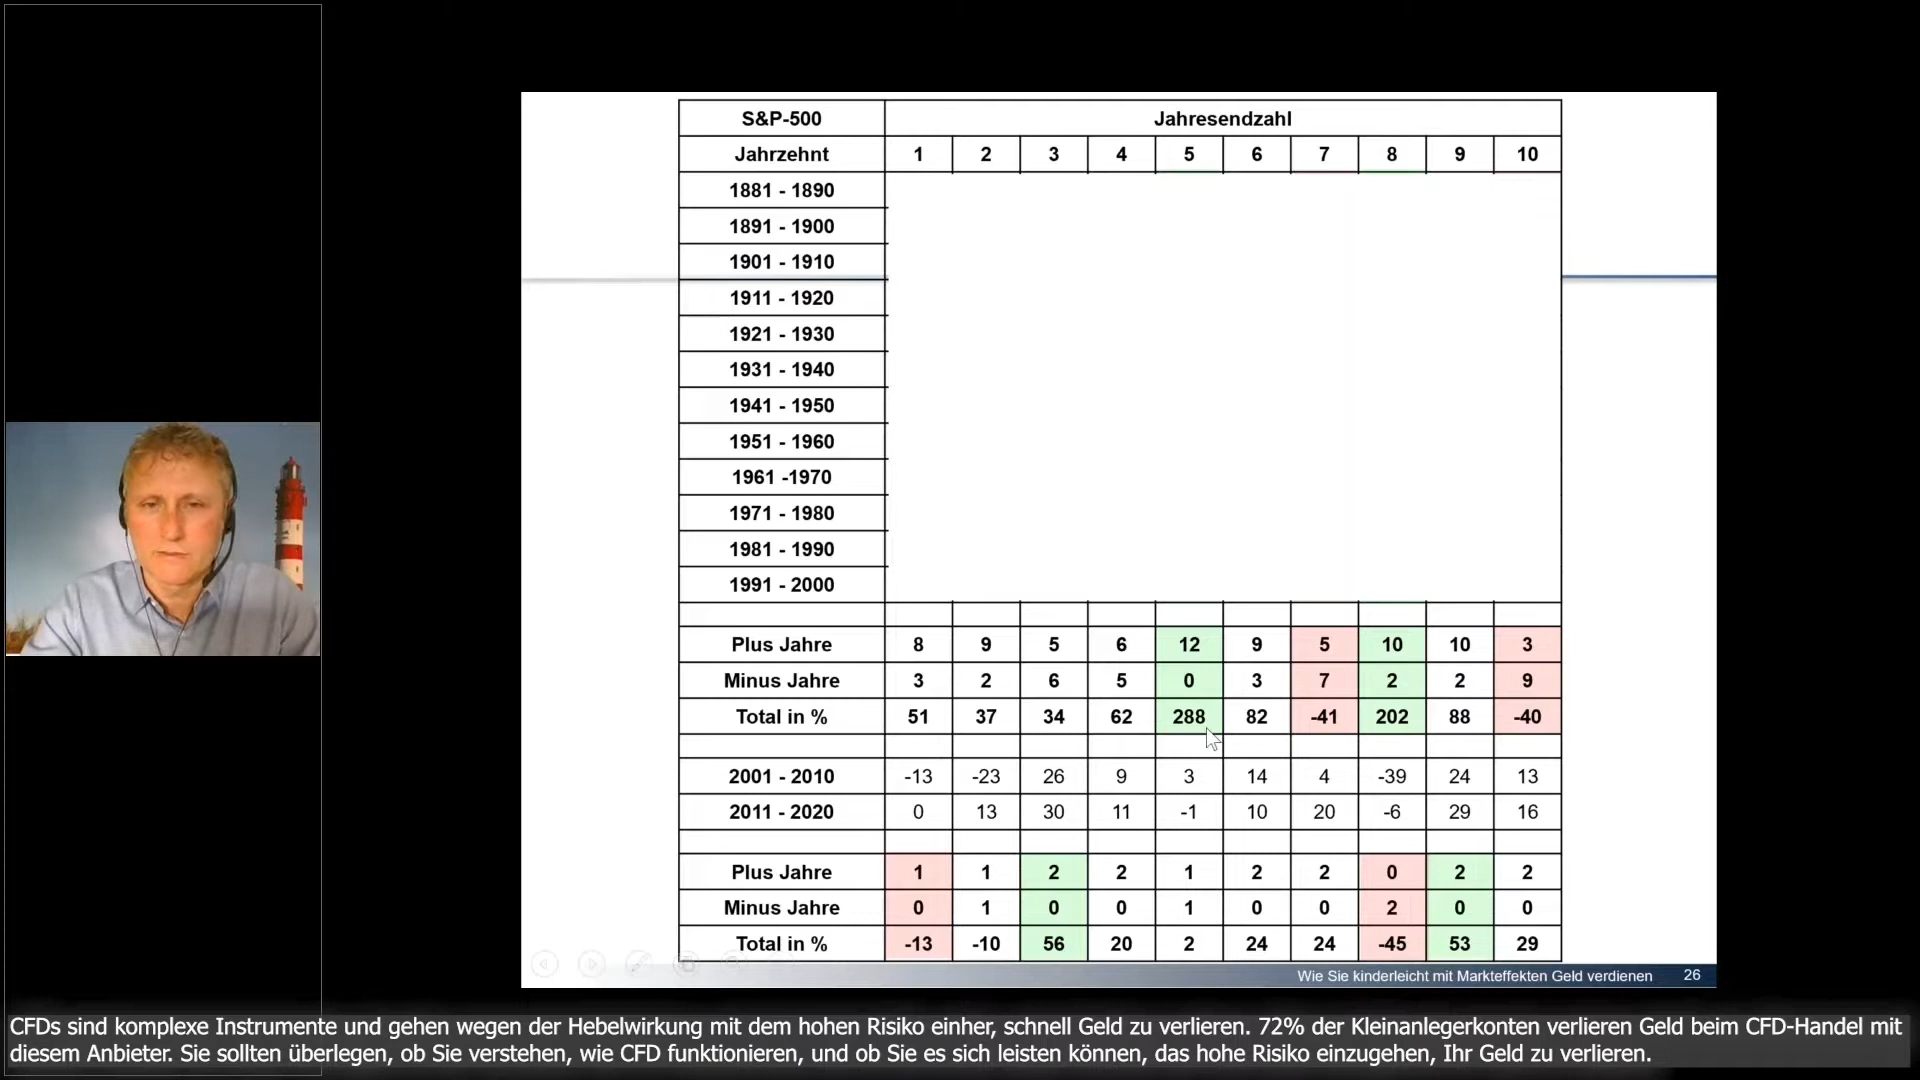 S&P-500 Jahresendzahl
Jahrzehnt 1 2 3 4 5 6 7 8 9 10
1881 - 1890
1891 - 1900
1901 - 1910
1911 - 1920
1921 - 1930
1931 - 1940
1941 - 1950
1951 - 1960
1961 -1970
1971 - 1980
1981 - 1990
1991 - 2000
Plus Jahre 8 9 5 6 12 9 5 10 10 3
Minus Jahre 3 2 6 5 0 3 7 2 2 9
Total in % 51 37 34 62 288 82 -41 202 88 -40
2001 - 2010 -13 -23 26 9 3 14 4 -39 24 13
2011 - 2020 0 13 30 11 -1 10 20 -6 29 16
Plus Jahre 1 1 2 2 1 2 2 0 2 2
Minus Jahre 0 1 0 0 1 0 0 2 0 0
Total in % -13 -10 56 20 2 24 24 -45 53 29
Wie Sie kinderleicht mit Markteffekten Geld verdienen 26
CFDs sind komplexe Instrumente und gehen wegen der Hebelwirkung mit dem hohen Risiko einher, schnell Geld zu verlieren. 72% der Kleinanlegerkonten verlieren Geld beim CFD-Handel mit
diesem Anbieter. Sie sollten überlegen, ob Sie verstehen, wie CFD funktionieren, und ob Sie es sich leisten können, das hohe Risiko einzugehen, Ihr Geld zu verlieren.